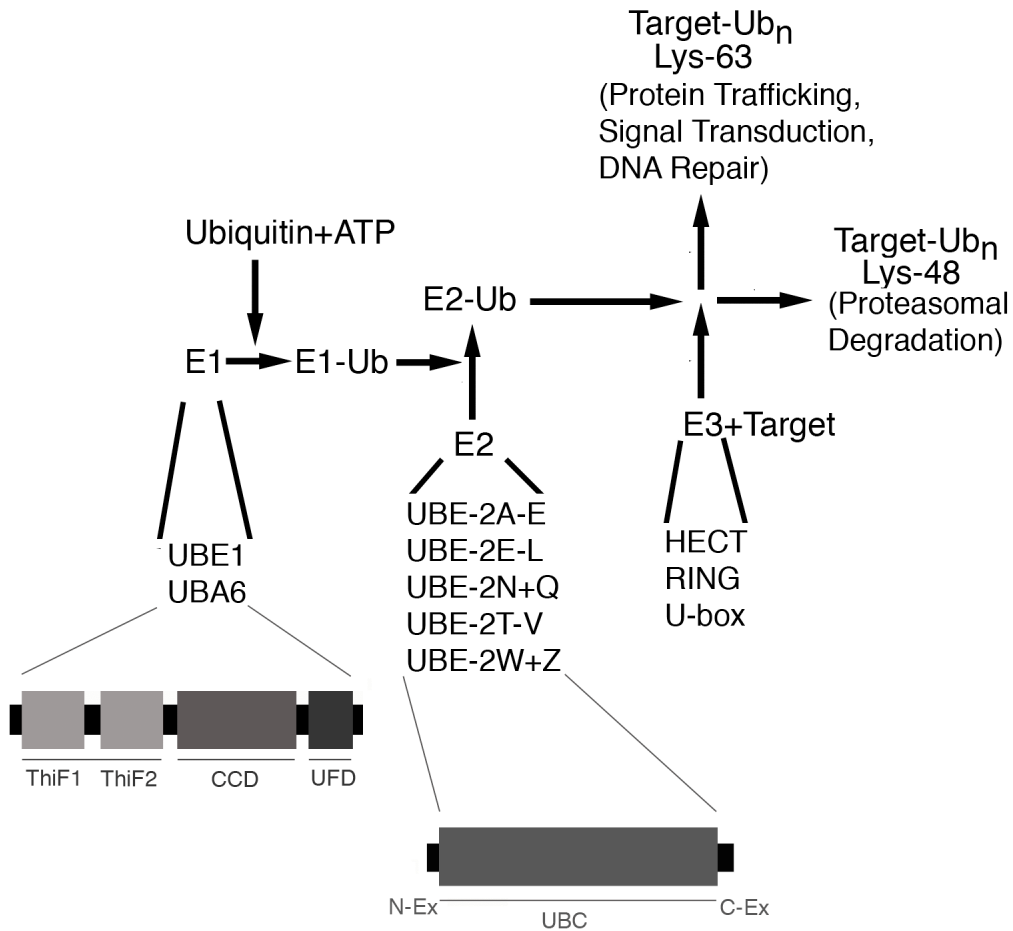 Target-Ubn
Lys-63
(Protein Trafficking,
Signal Transduction,
DNA Repair)
Ubiquitin+ATP
Target-Ubn
Lys-48
(Proteasomal
Degradation)
E2-Ub
E1
E1-Ub
E2
E3+Target
UBE1
UBA6
UBE-2A-E
UBE-2E-L
UBE-2N+Q
UBE-2T-V
UBE-2W+Z
HECT
RING
U-box
ThiF1
ThiF2
CCD
UFD
N-Ex
UBC
C-Ex